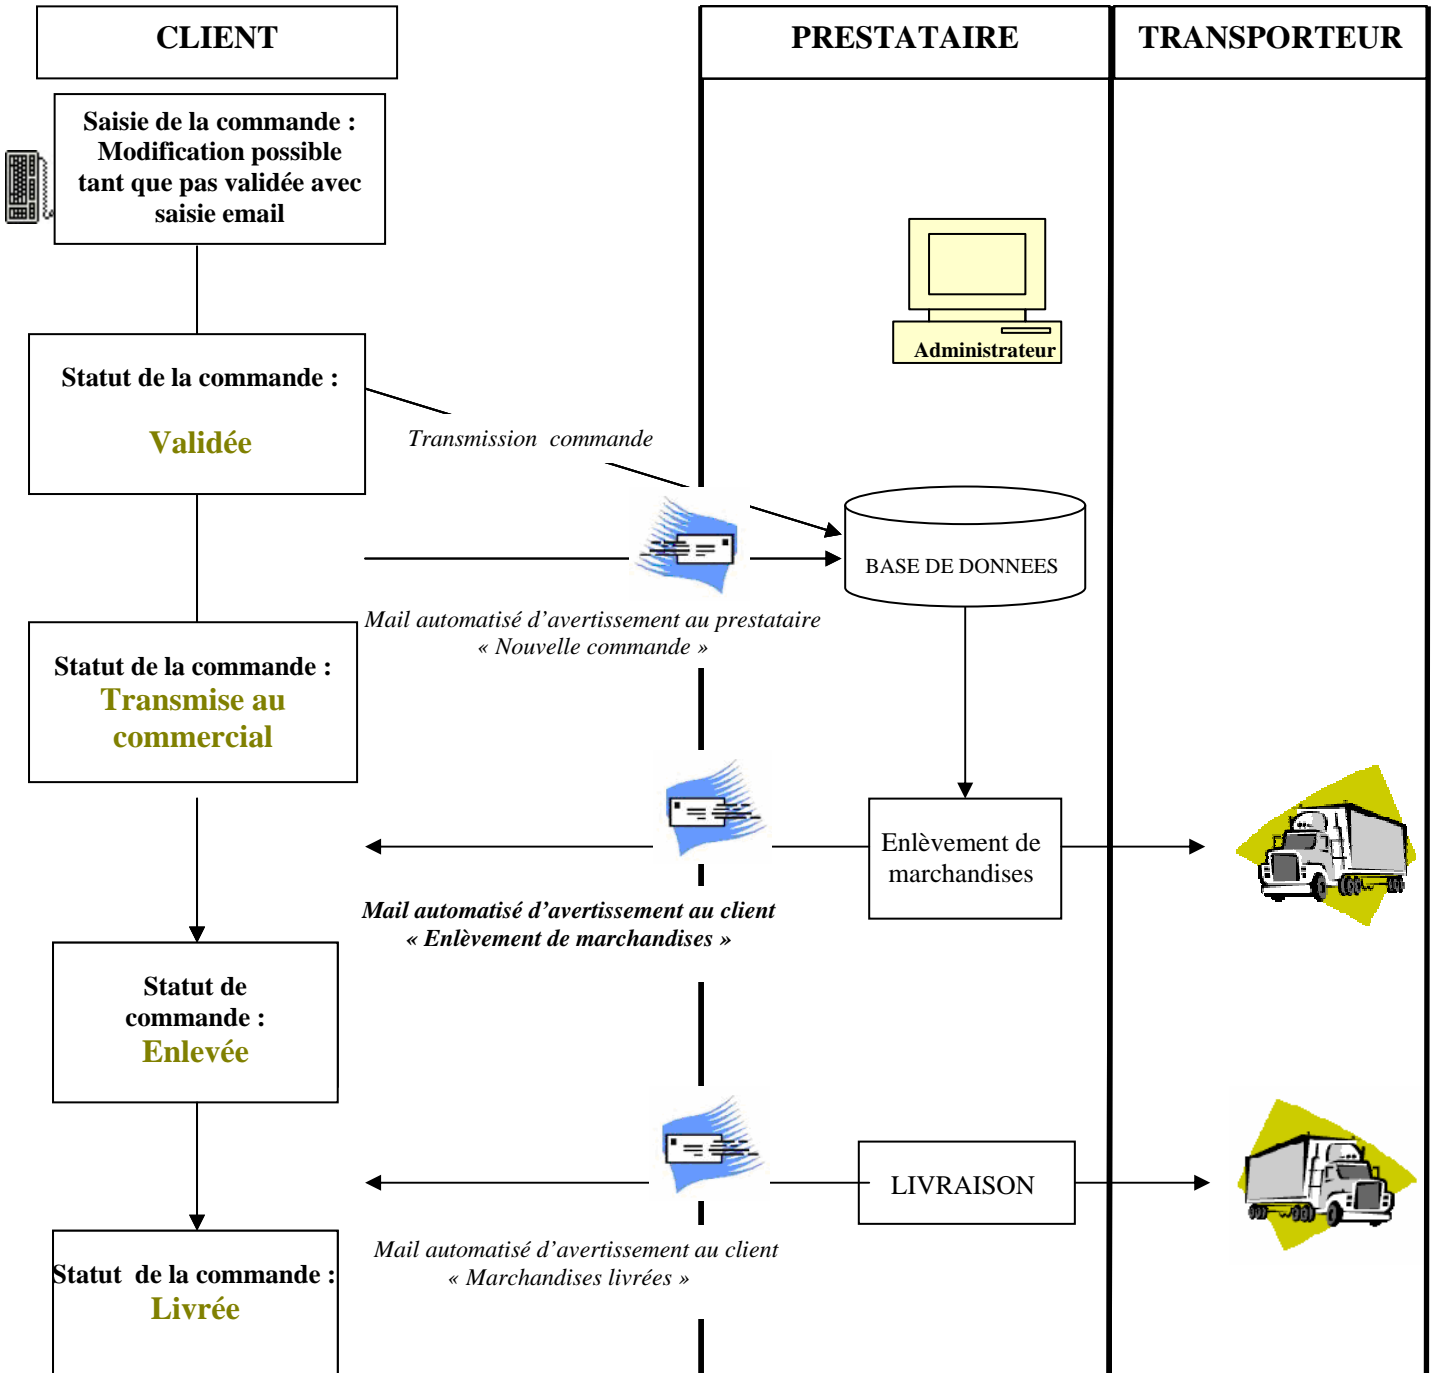 CLIENT
PRESTATAIRE
TRANSPORTEUR
Saisie de la commande :
Modification possible
tant que pas validée avec
saisie email
Administrateur
Statut de la commande :
Validée
Transmission commande
BASE DE DONNEES
Mail automatisé d’avertissement au prestataire
« Nouvelle commande »
Statut de la commande :
Transmise au
commercial
Enlèvement de
marchandises
Mail automatisé d’avertissement au client
« Enlèvement de marchandises »
Statut de
commande :
Enlevée
LIVRAISON
Mail automatisé d’avertissement au client
« Marchandises livrées »
Statut de la commande :
Livrée